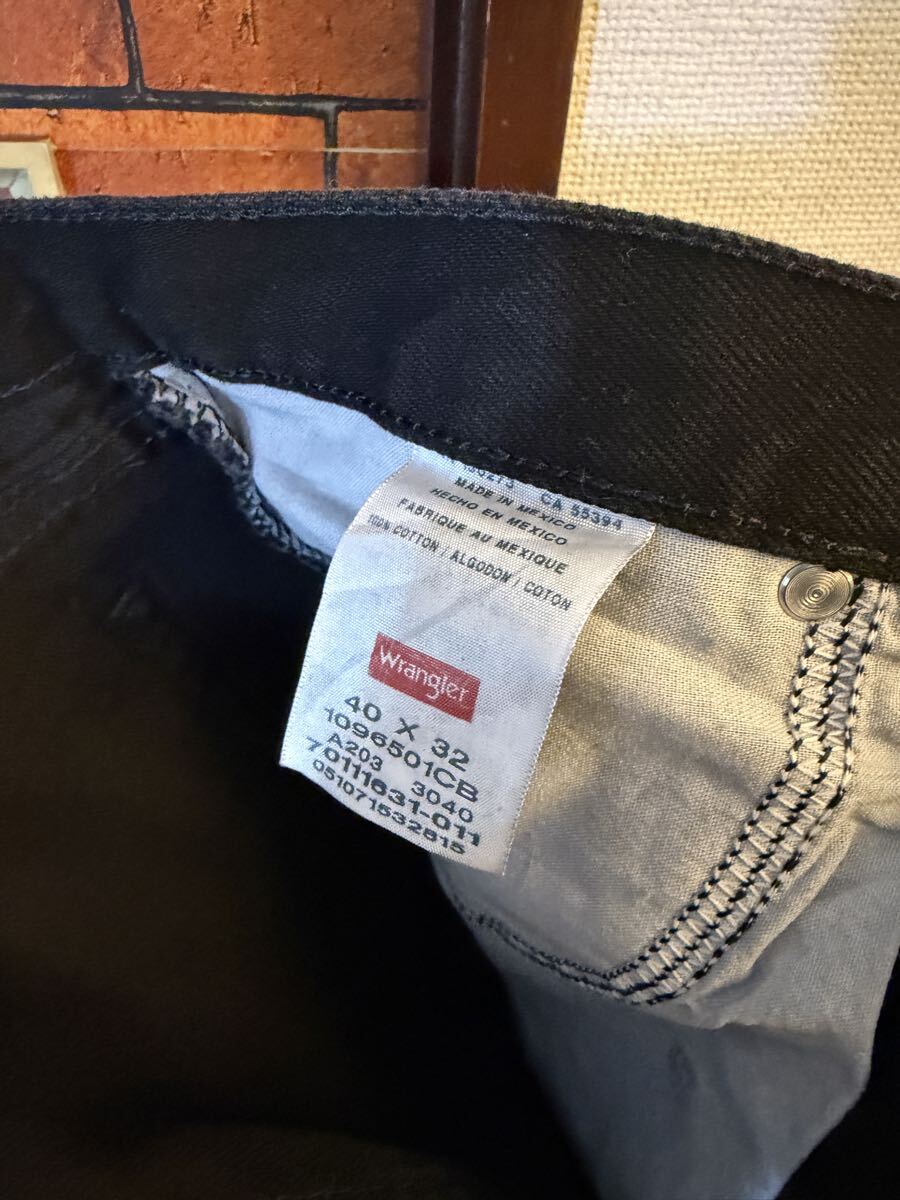 CA 55394
MADE IN MEXICO
HECHO EN MEXICO
FABRIQUE AU MEXIQUE
100% COTTON / ALGODON / COTON
Wrangler
40 X 32
1096501CB
A203 3040
70111631-011
051071532815